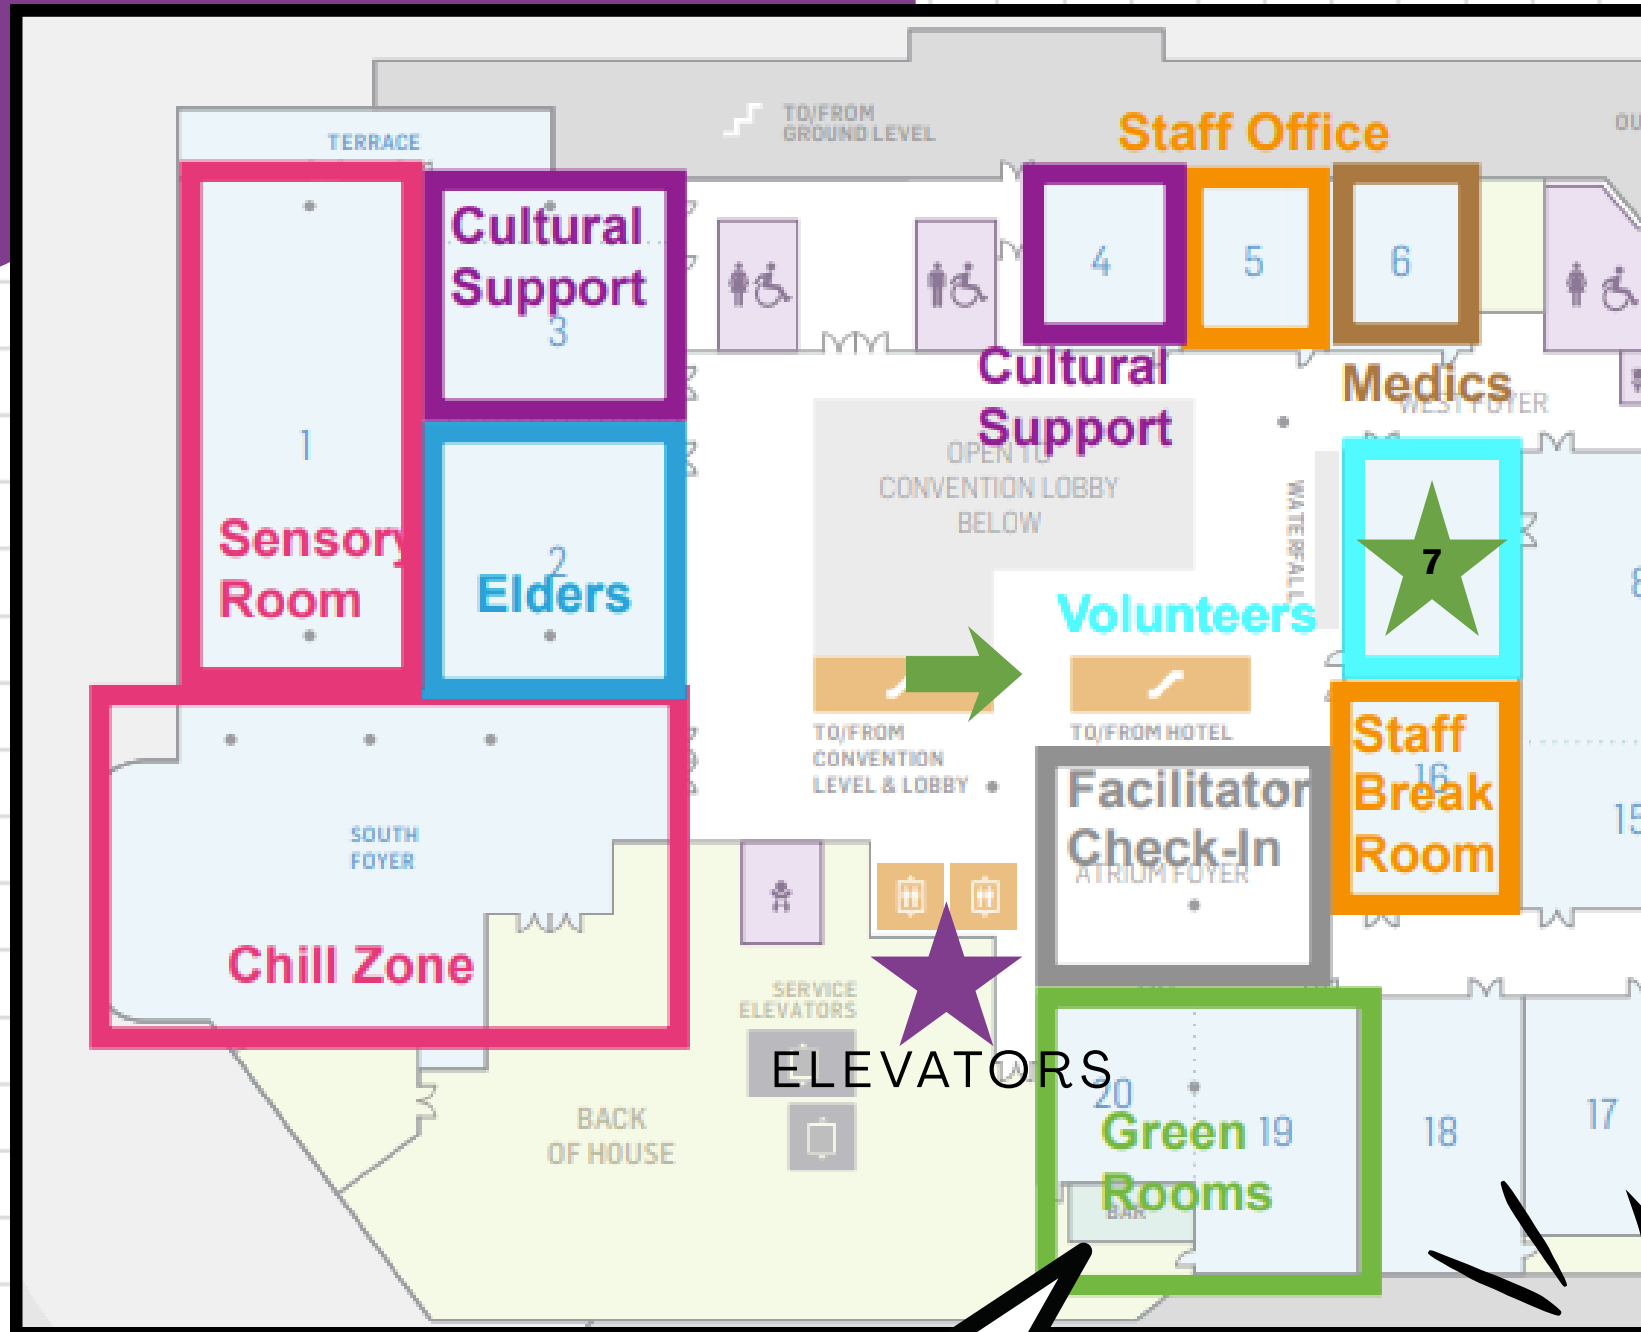 TO/FROM
GROUND LEVEL
OU
Staff Office
TERRACE
Cultural
Support
3
4
5
6
Cultural
Support
Medics
WEST FOYER
1
OPEN TO
CONVENTION LOBBY
BELOW
WATERFALL
7
8
Sensory
Room
2
Elders
Volunteers
TO/FROM
CONVENTION
LEVEL & LOBBY
TO/FROM HOTEL
Staff
16
Break
Room
15
Facilitator
Check-In
ATRIUM FOYER
SOUTH
FOYER
Chill Zone
SERVICE
ELEVATORS
ELEVATORS
BACK
OF HOUSE
20
Green
19
Rooms
BAR
18
17